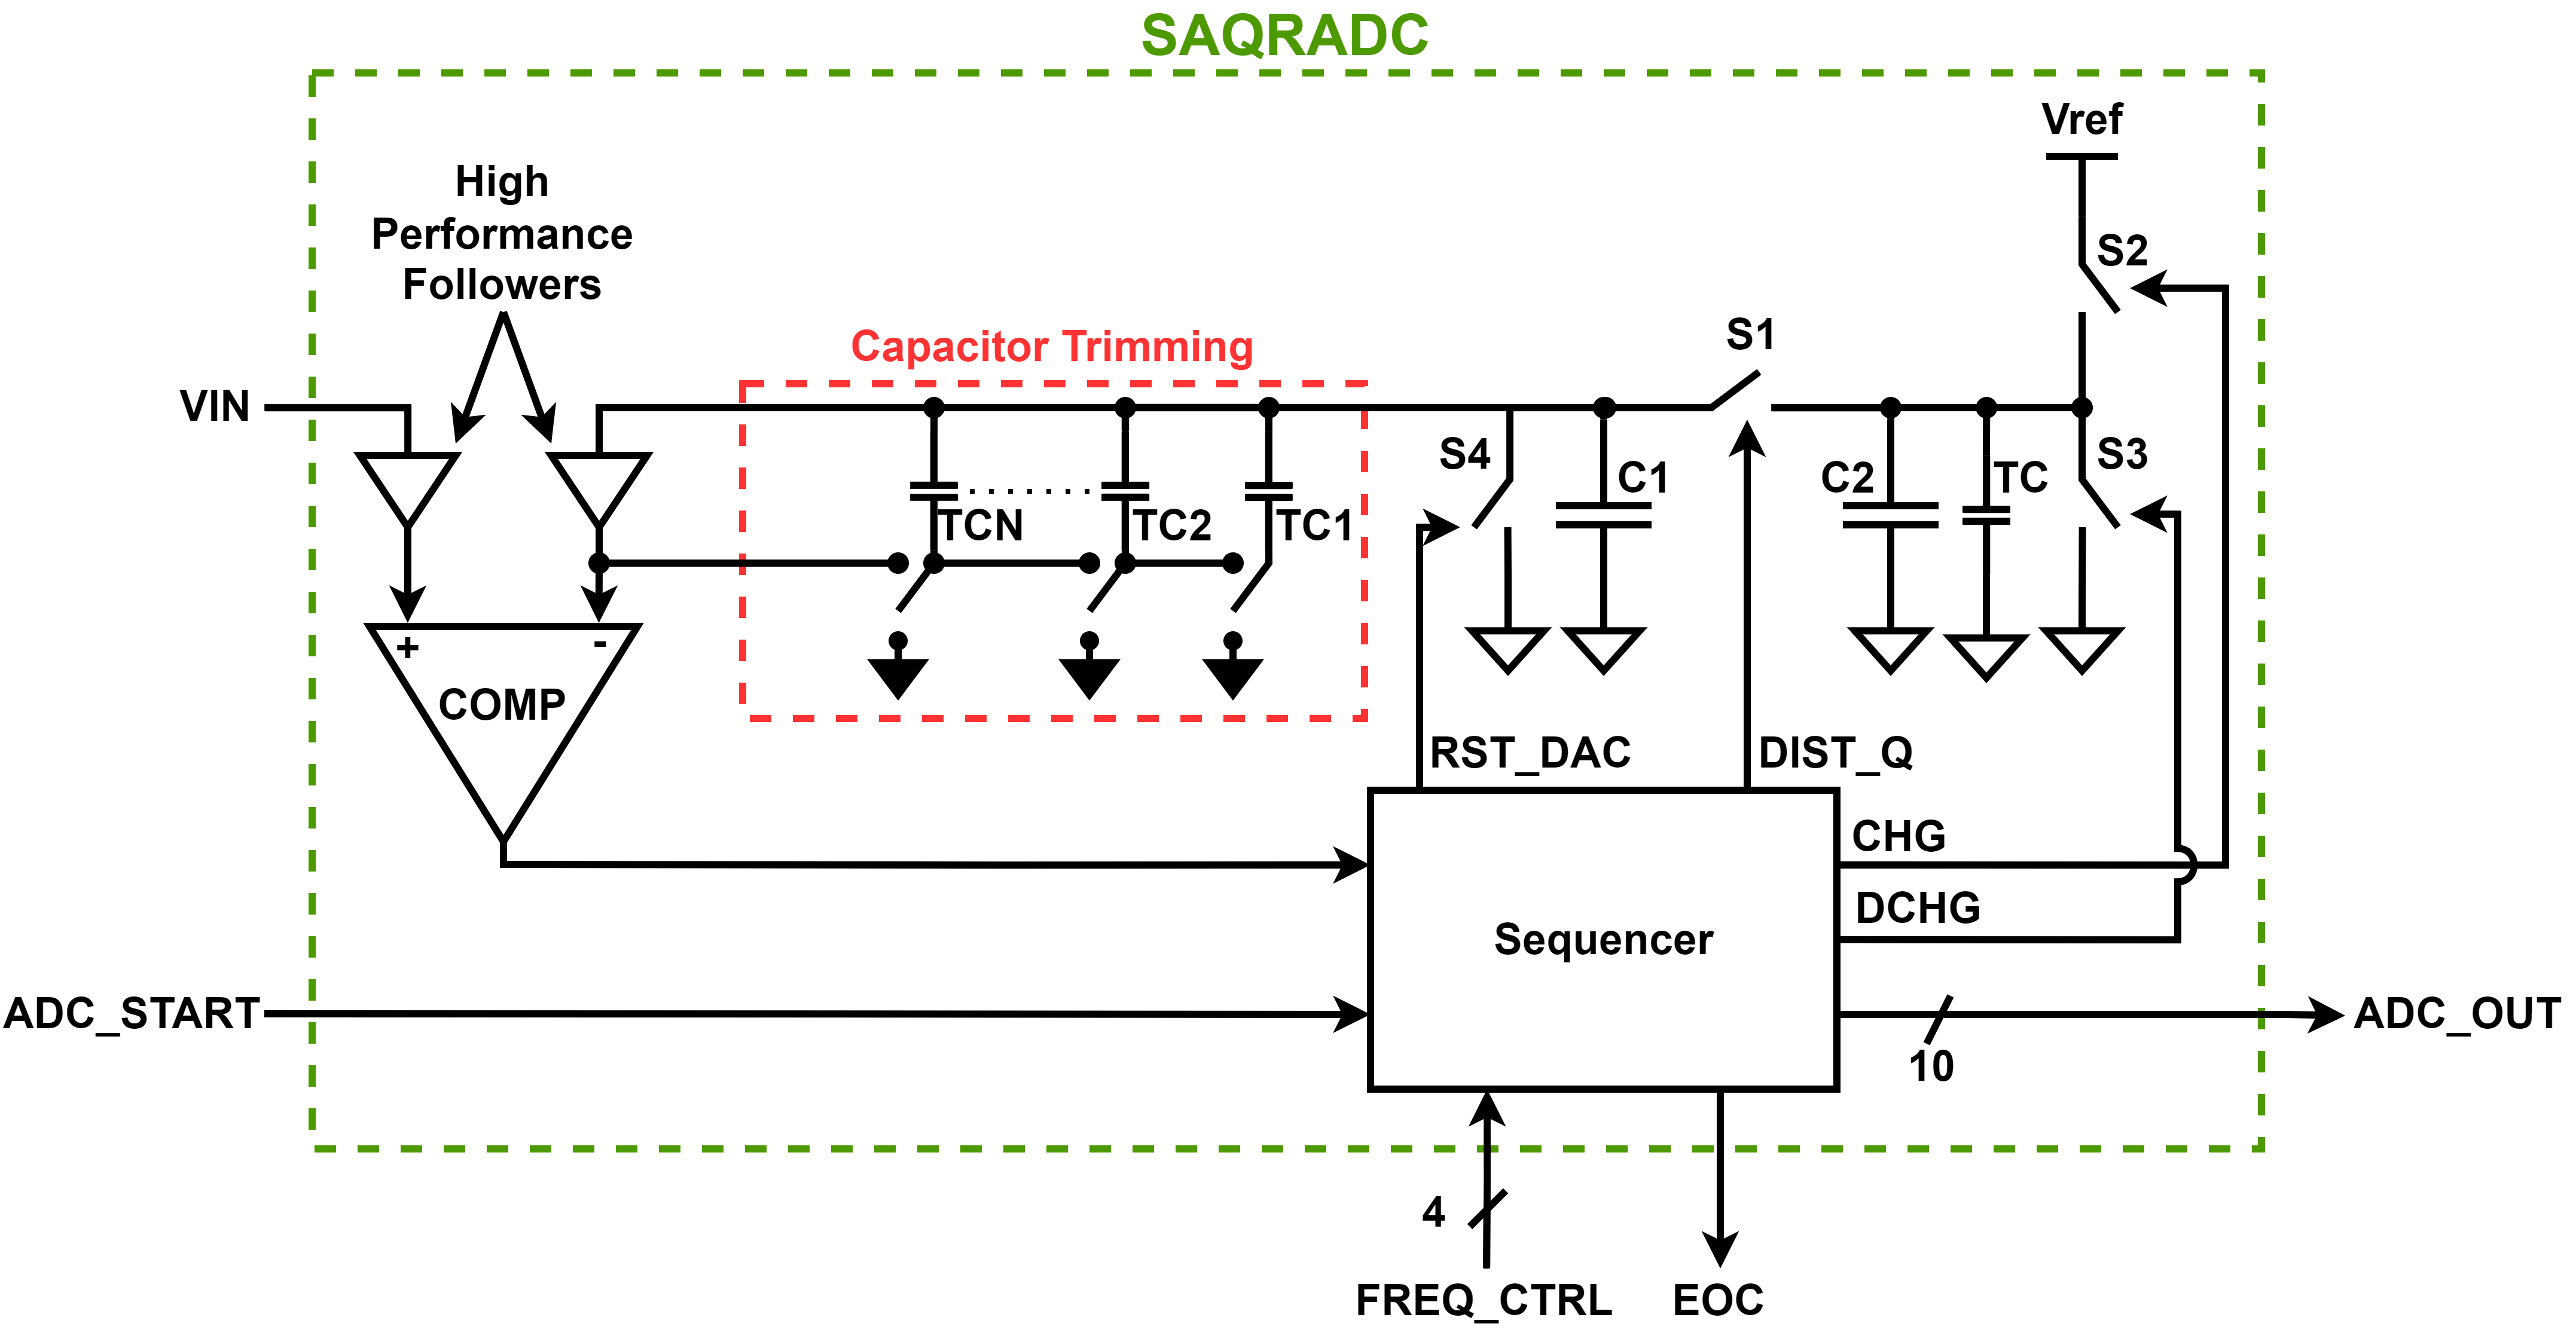 SAQRADC
Vref
High
Performance
Followers
S2
S1
Capacitor Trimming
VIN
S4
C1
C2
TC
S3
TCN
TC2
TC1
+
-
COMP
RST_DAC
DIST_Q
CHG
DCHG
Sequencer
ADC_START
ADC_OUT
10
4
FREQ_CTRL
EOC